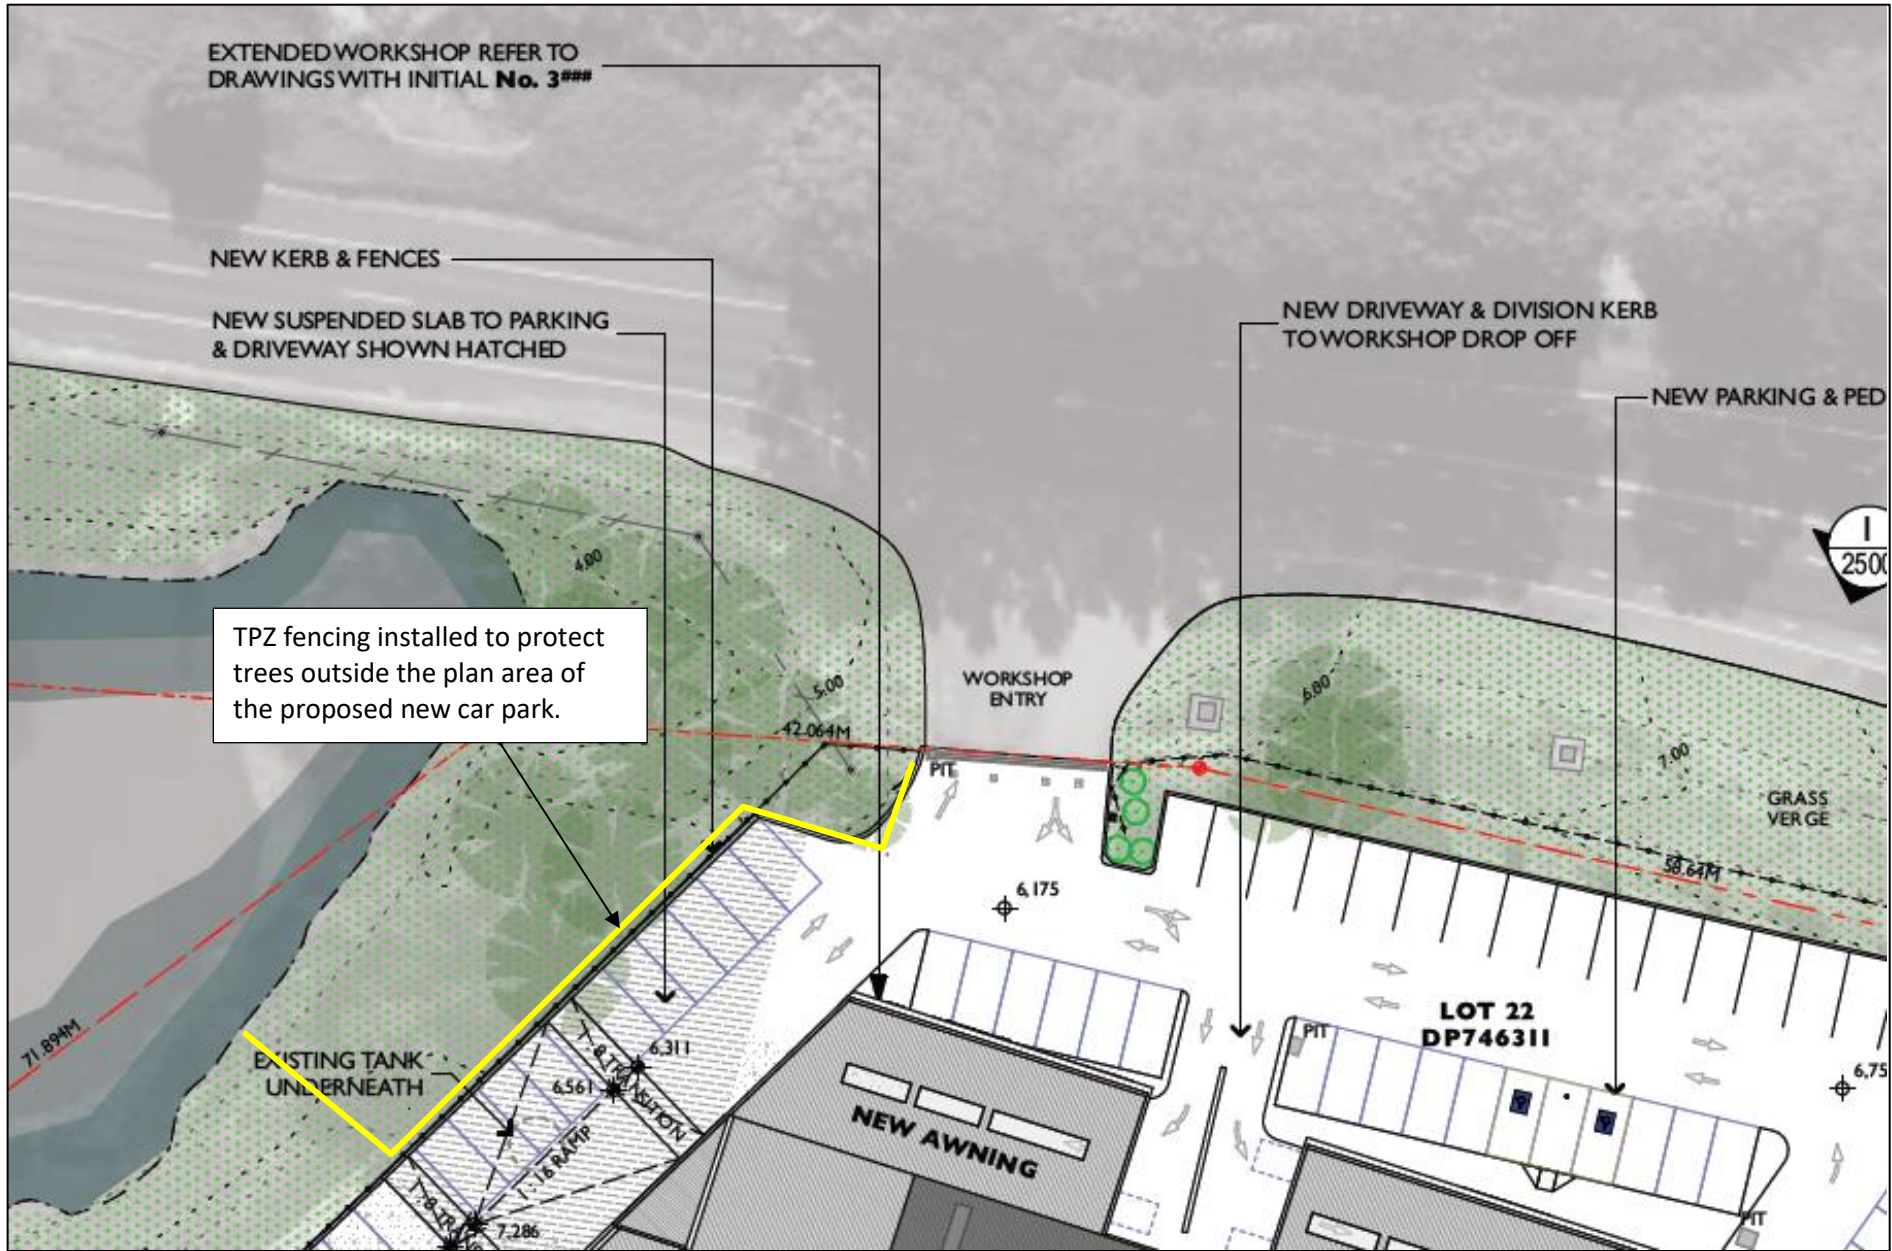 EXTENDED WORKSHOP REFER TO
DRAWINGS WITH INITIAL No. 3###
NEW KERB & FENCES
NEW SUSPENDED SLAB TO PARKING
& DRIVEWAY SHOWN HATCHED
NEW DRIVEWAY & DIVISION KERB
TO WORKSHOP DROP OFF
NEW PARKING & PED
1
2500
4.00
TPZ fencing installed to protect
trees outside the plan area of
the proposed new car park.
5.00
42.064M
WORKSHOP
ENTRY
6.80
7.00
PIT
GRASS
VERGE
58.64M
6,175
71.894M
EXISTING TANK
UNDERNEATH
6,311
6,561
1:8 TRANSITION
1:16 RAMP
7.286
LOT 22
DP746311
PIT
6,75
NEW AWNING
PIT